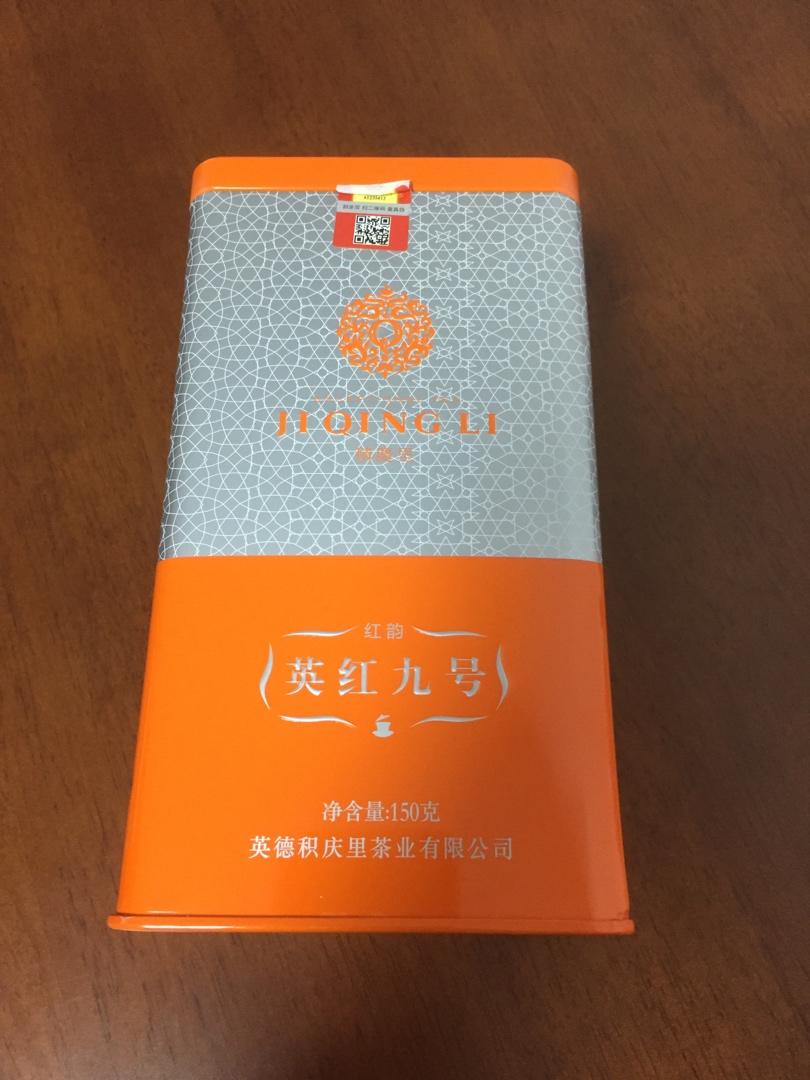 JI QING LI
积庆里
红韵
英红九号
净含量:150克
英德积庆里茶业有限公司